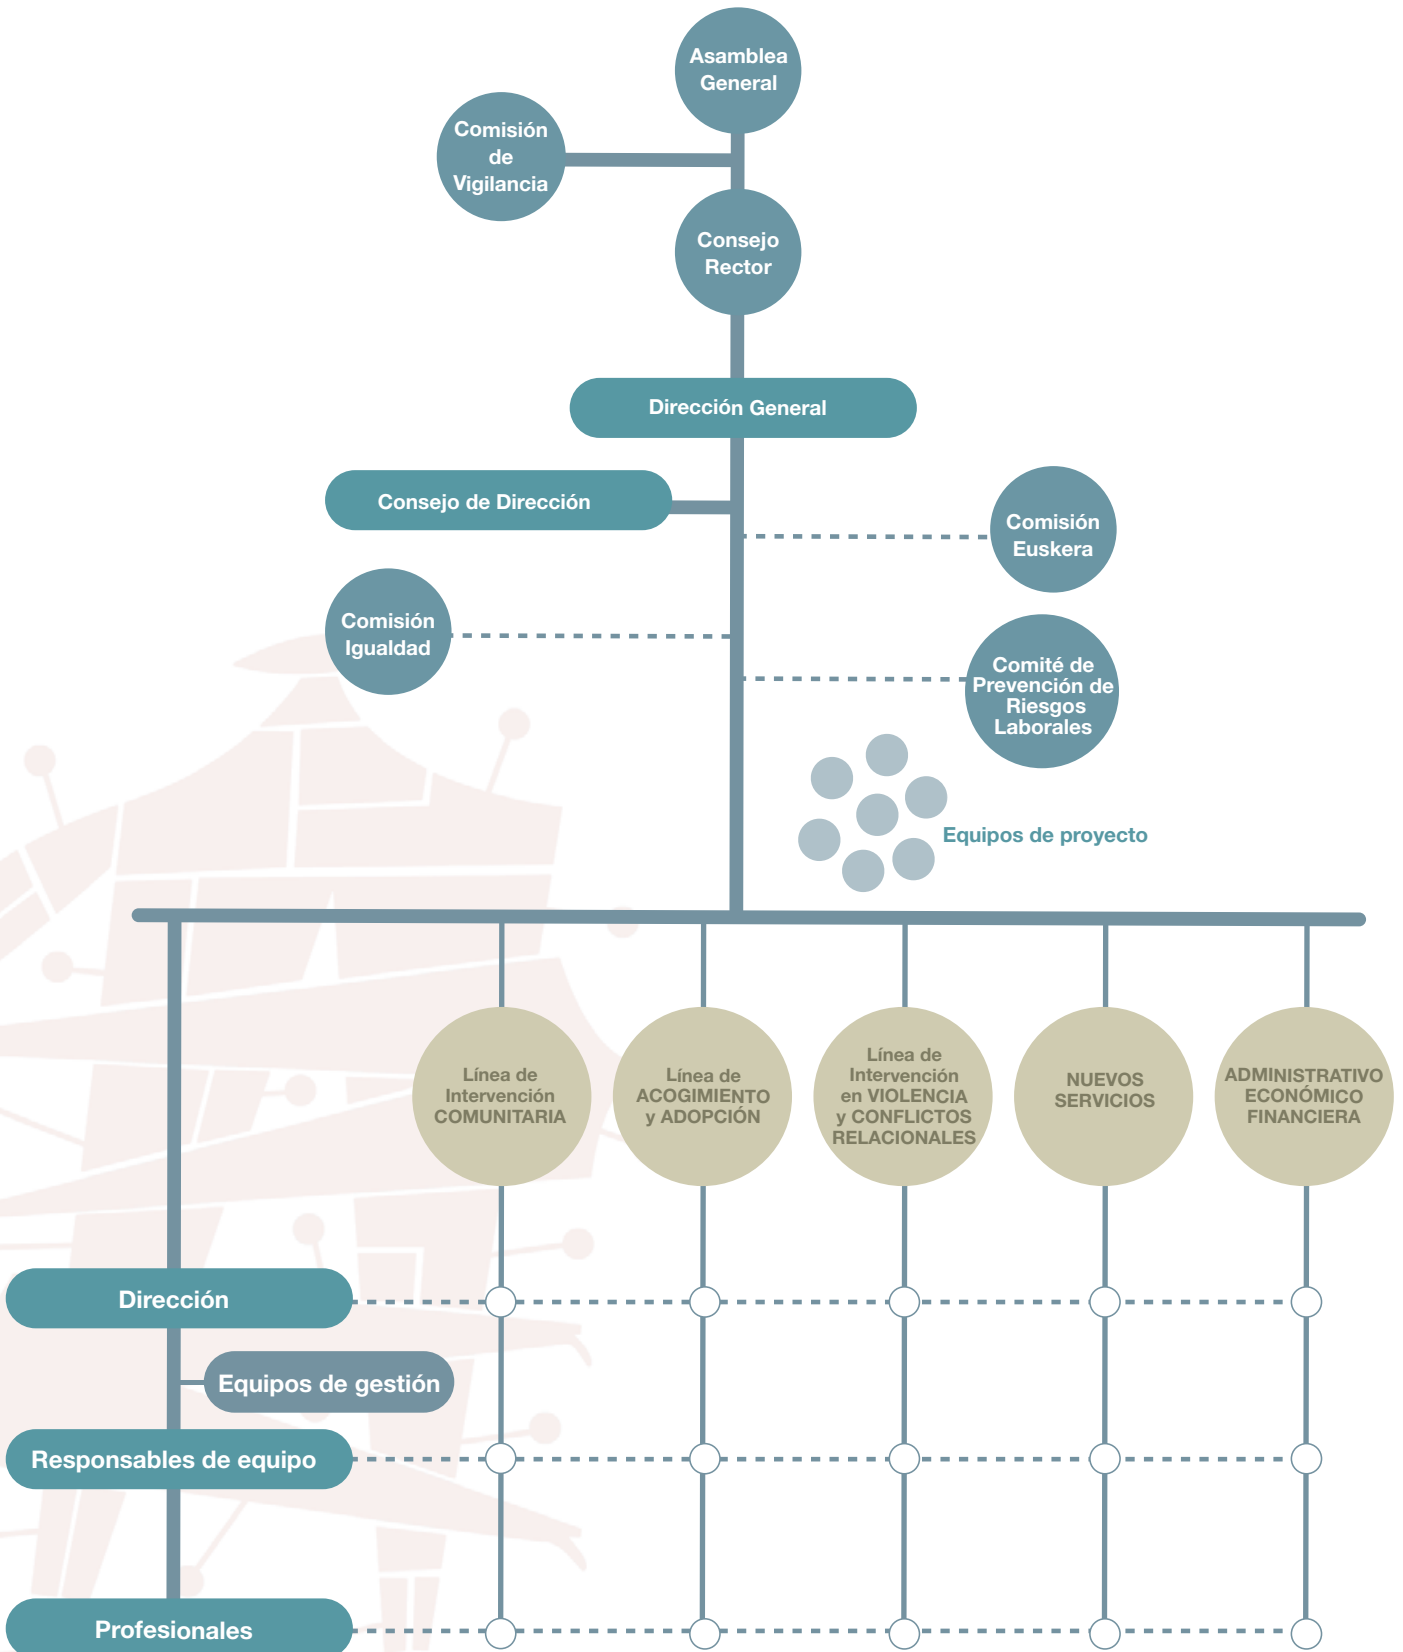 Asamblea
General
Comisión
de
Vigilancia
Consejo
Rector
Dirección General
Consejo de Dirección
Comisión
Euskera
Comisión
Igualdad
Comité de
Prevención de
Riesgos
Laborales
Equipos de proyecto
Línea de
Intervención
COMUNITARIA
Línea de
ACOGIMIENTO
y ADOPCIÓN
Línea de
Intervención
en VIOLENCIA
y CONFLICTOS
RELACIONALES
NUEVOS
SERVICIOS
ADMINISTRATIVO
ECONÓMICO
FINANCIERA
Dirección
Equipos de gestión
Responsables de equipo
Profesionales